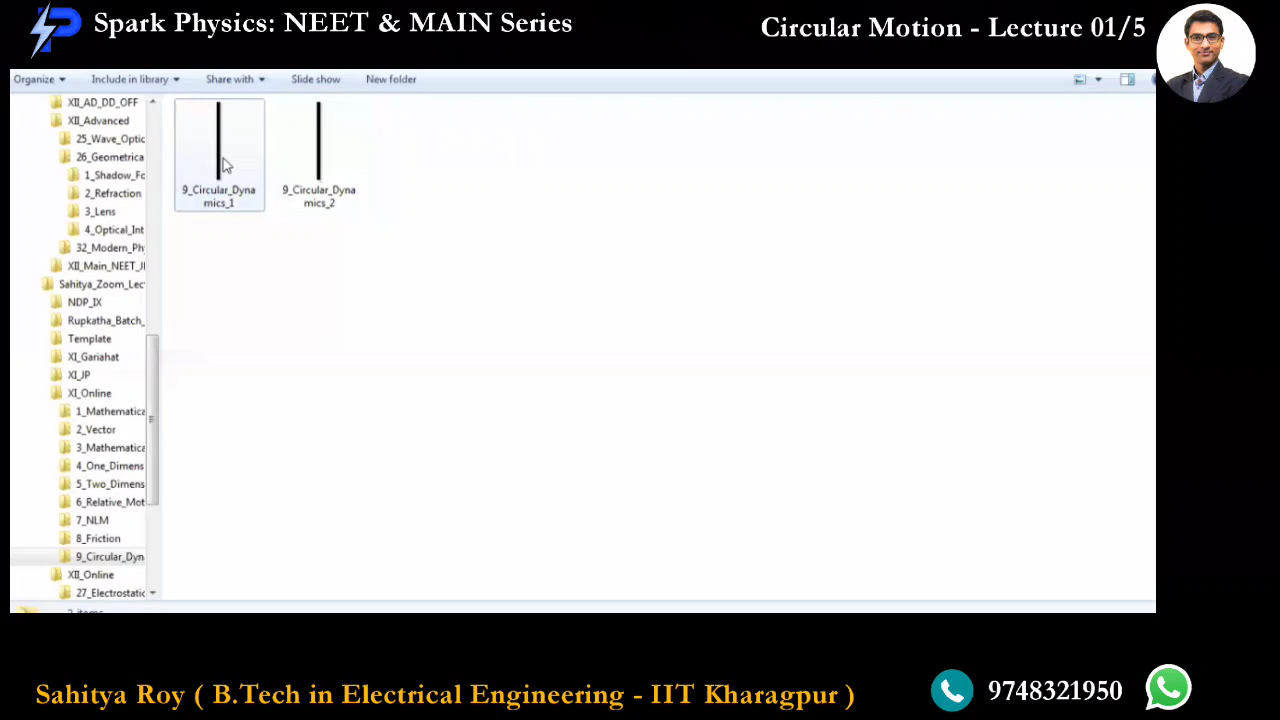 Spark Physics: NEET & MAIN Series
Circular Motion - Lecture 01/5
Organize
Include in library
Share with
Slide show
New folder
XII_AD_DD_OFF
XII_Advanced
25_Wave_Optic
26_Geometrica
1_Shadow_Fo
2_Refraction
3_Lens
4_Optical_Int
32_Modern_Ph
XII_Main_NEET_J
Sahitya_Zoom_Lec
NDP_IX
Rupkatha_Batch_
Template
XI_Gariahat
XI_JP
XI_Online
1_Mathematica
2_Vector
3_Mathematica
4_One_Dimens
5_Two_Dimens
6_Relative_Mot
7_NLM
8_Friction
9_Circular_Dyn
XII_Online
27_Electrostatic
9_Circular_Dyna
mics_1
9_Circular_Dyna
mics_2
2 items
Sahitya Roy ( B.Tech in Electrical Engineering - IIT Kharagpur )
9748321950